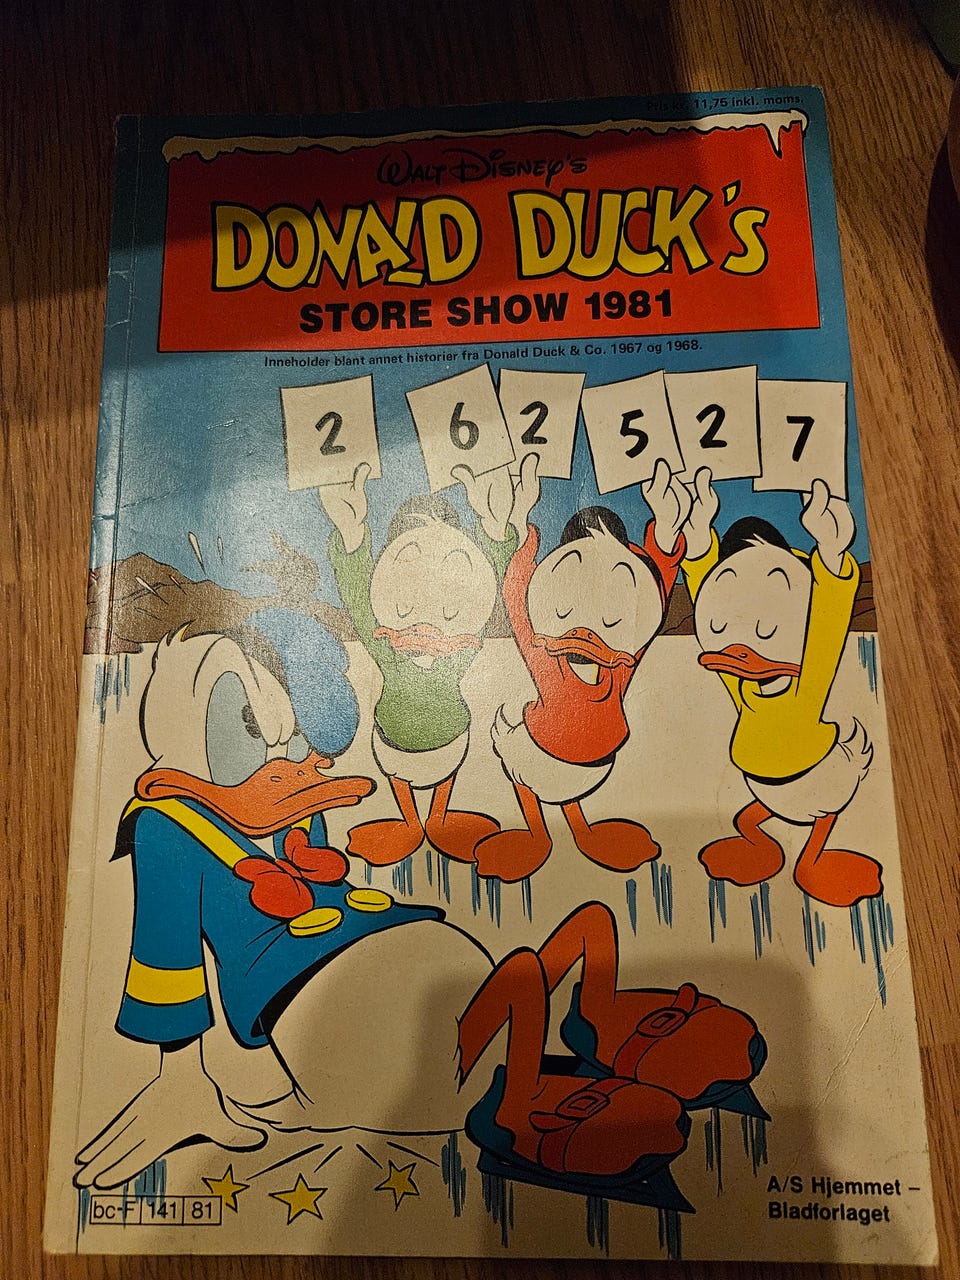 Pris kr. 11,75 inkl. moms.
Walt Disney's
DONALD DUCK's
STORE SHOW 1981
Inneholder blant annet historier fra Donald Duck & Co. 1967 og 1968.
2 6 2 5 2 7
bc-F 141 81
A/S Hjemmet –
Bladforlaget